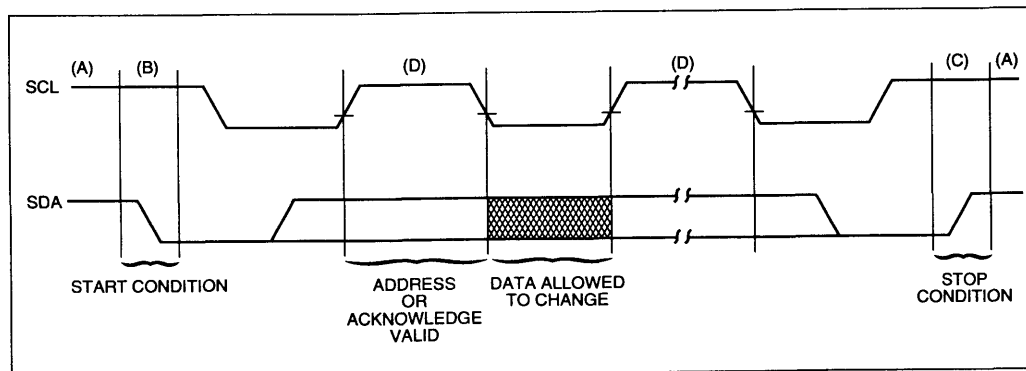 (A) (B) (D) (D) (C) (A)
SCL
SDA
START CONDITION
ADDRESS
OR
ACKNOWLEDGE
VALID
DATA ALLOWED
TO CHANGE
STOP
CONDITION